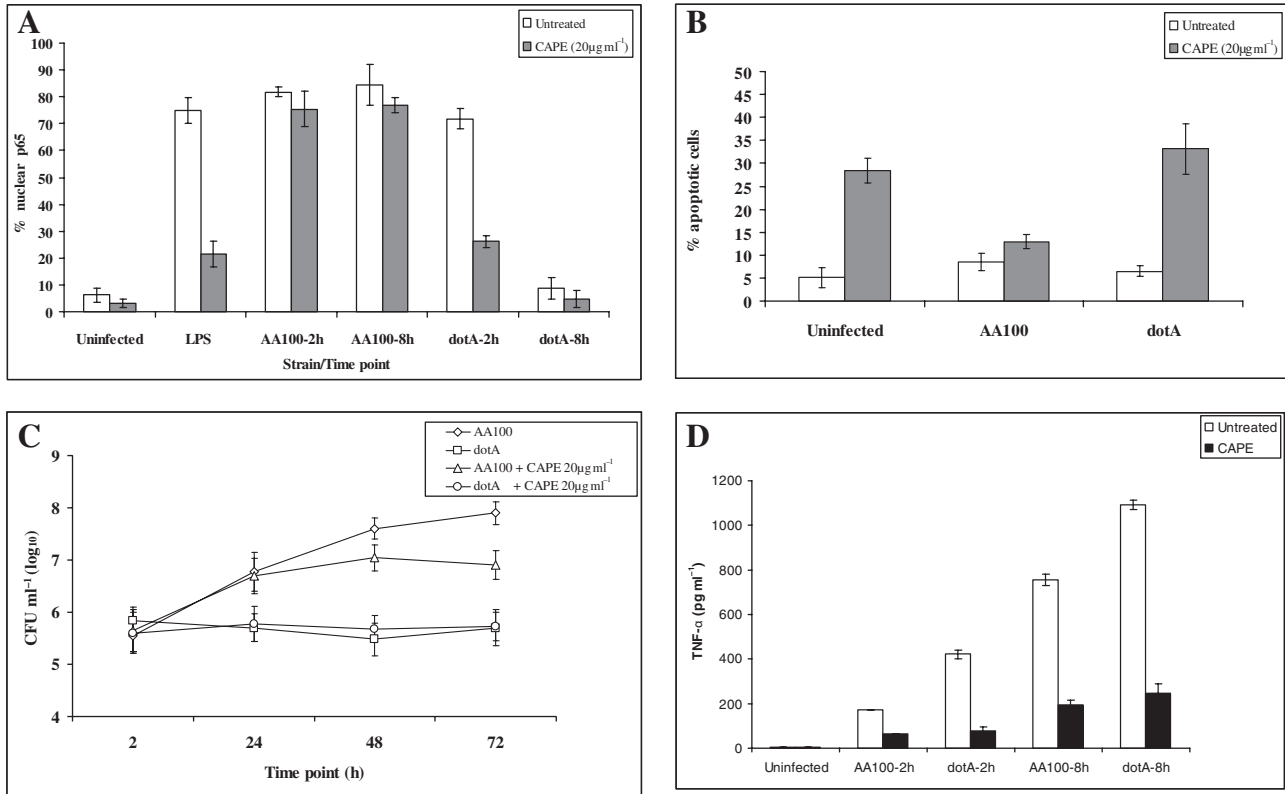 A
Untreated
CAPE (20µg ml⁻¹)
100
90
80
70
60
50
40
30
20
10
0
% nuclear p65
Uninfected LPS AA100-2h AA100-8h dotA-2h dotA-8h
Strain/Time point
B
Untreated
CAPE (20µg ml⁻¹)
50
45
40
35
30
25
20
15
10
5
0
% apoptotic cells
Uninfected AA100 dotA
C
AA100
dotA
AA100 + CAPE 20µg ml⁻¹
dotA + CAPE 20µg ml⁻¹
9
8
7
6
5
4
CFU ml⁻¹ (log₁₀)
2 24 48 72
Time point (h)
D
Untreated
CAPE
1200
1000
800
600
400
200
0
TNF-α (pg ml⁻¹)
Uninfected AA100-2h dotA-2h AA100-8h dotA-8h